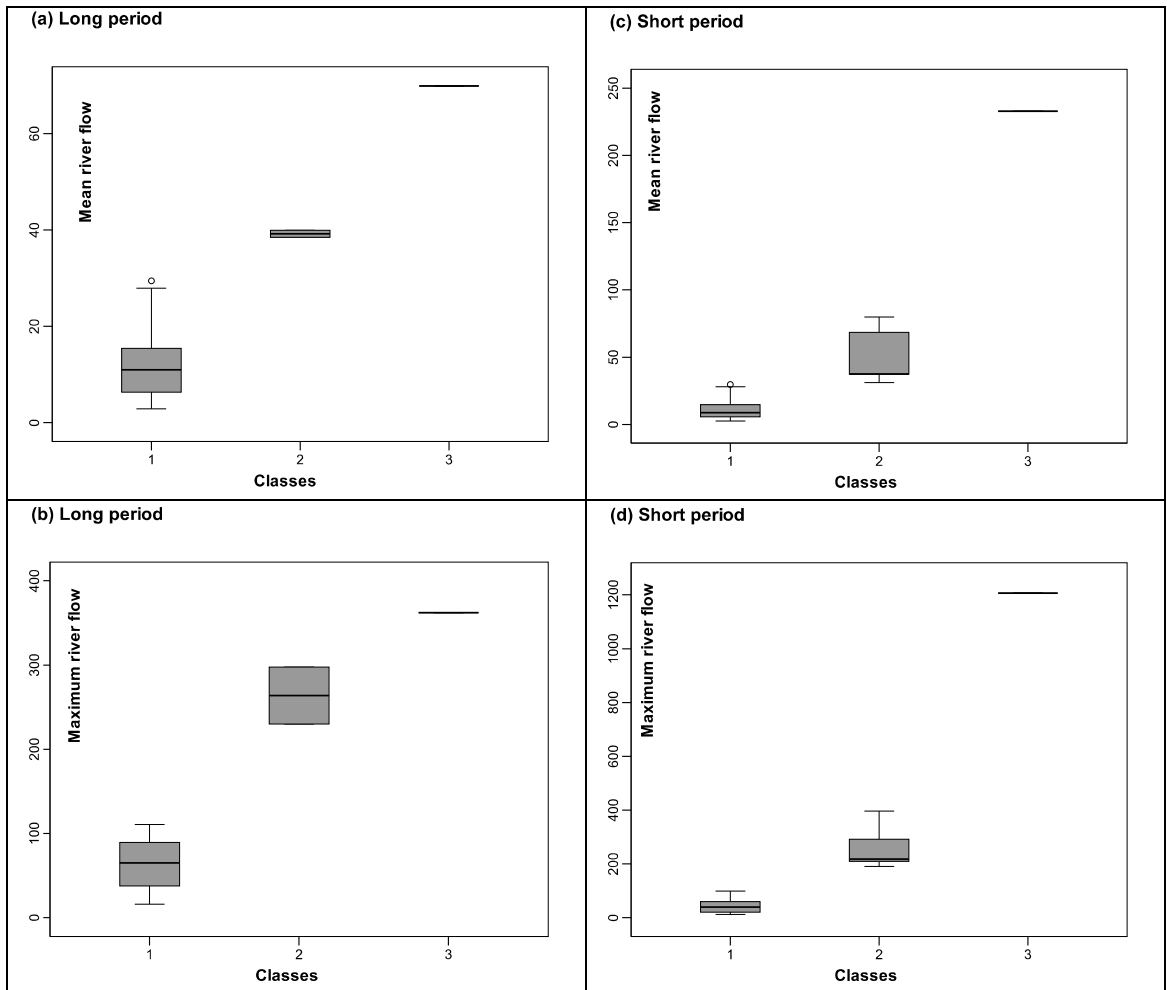 (a) Long period
Mean river flow
60
40
20
0
1 2 3
Classes
(c) Short period
Mean river flow
250
200
150
100
50
0
1 2 3
Classes
(b) Long period
Maximum river flow
400
300
200
100
0
1 2 3
Classes
(d) Short period
Maximum river flow
1200
1000
800
600
400
200
0
1 2 3
Classes